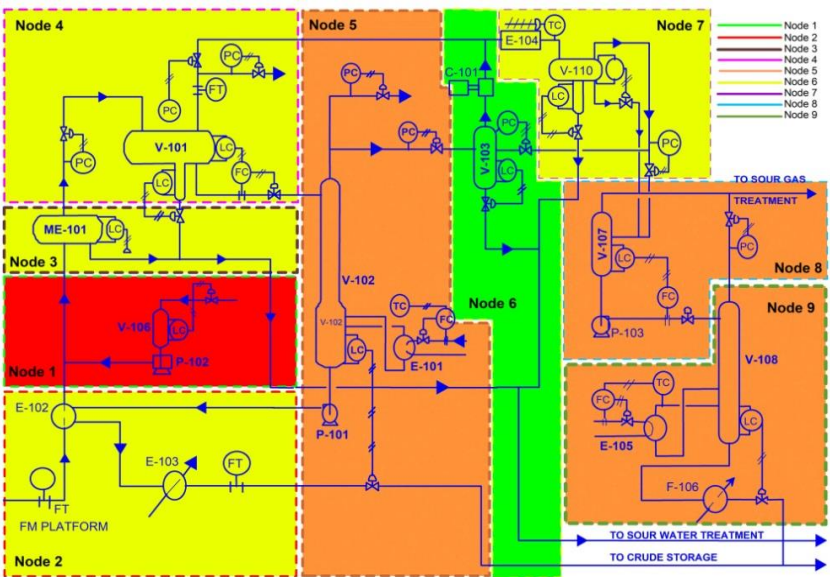 Node 4
PC
FT
PC
PC
V-101
LC
LC
FC
ME-101
LC
Node 3
V-106
LC
P-102
Node 1
E-102
E-103
FT
FT
FM PLATFORM
Node 2
Node 5
PC
PC
V-102
V-102
TC
FC
E-101
LC
P-101
C-101
PC
V-103
LC
Node 6
TC
E-104
Node 7
V-110
LC
PC
Node 1
Node 2
Node 3
Node 4
Node 5
Node 6
Node 7
Node 8
Node 9
TO SOUR GAS
TREATMENT
V-107
LC
PC
FC
P-103
Node 8
Node 9
V-108
TC
FC
E-105
LC
F-106
TO SOUR WATER TREATMENT
TO CRUDE STORAGE